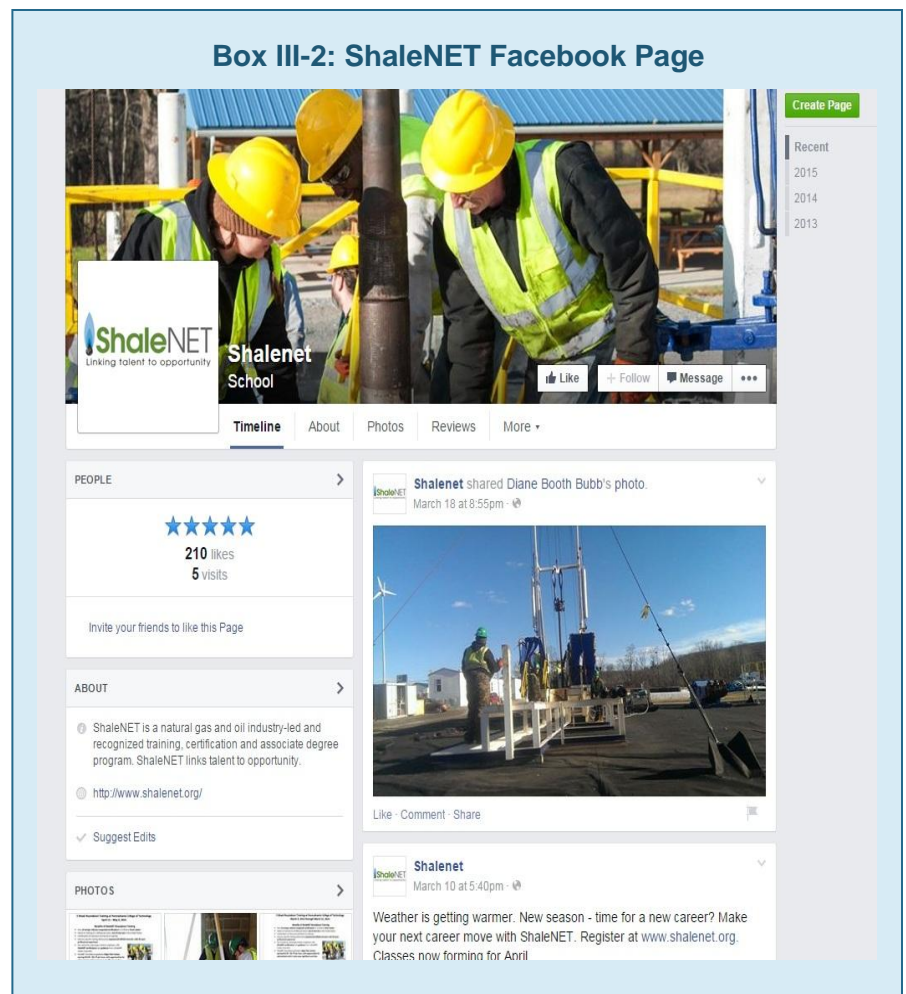 Box III-2: ShaleNET Facebook Page
Create Page
Recent
2015
2014
2013
ShaleNET
Linking talent to opportunity
Shalenet
School
Like
+ Follow
Message
Timeline
About
Photos
Reviews
More
PEOPLE
210 likes
5 visits
Invite your friends to like this Page
ABOUT
ShaleNET is a natural gas and oil industry-led and
recognized training, certification and associate degree
program. ShaleNET links talent to opportunity.
http://www.shalenet.org/
Suggest Edits
PHOTOS
ShaleNET
Shalenet shared Diane Booth Bubb's photo.
March 18 at 8:55pm ·
Like · Comment · Share
ShaleNET
Shalenet
March 10 at 5:40pm ·
Weather is getting warmer. New season - time for a new career? Make
your next career move with ShaleNET. Register at www.shalenet.org.
Classes now forming for April